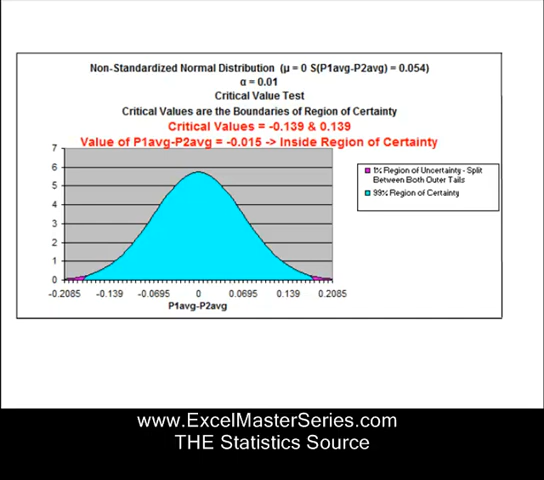 Non-Standardized Normal Distribution (μ = 0 S(P1avg-P2avg) = 0.054)
α = 0.01
Critical Value Test
Critical Values are the Boundaries of Region of Certainty
Critical Values = -0.139 & 0.139
Value of P1avg-P2avg = -0.015 -> Inside Region of Certainty
7
6
5
4
3
2
1
0
-0.2085 -0.139 -0.0695 0 0.0695 0.139 0.2085
P1avg-P2avg
1% Region of Uncertainty - Split
Between Both Outer Tails
99% Region of Certainty
www.ExcelMasterSeries.com
THE Statistics Source